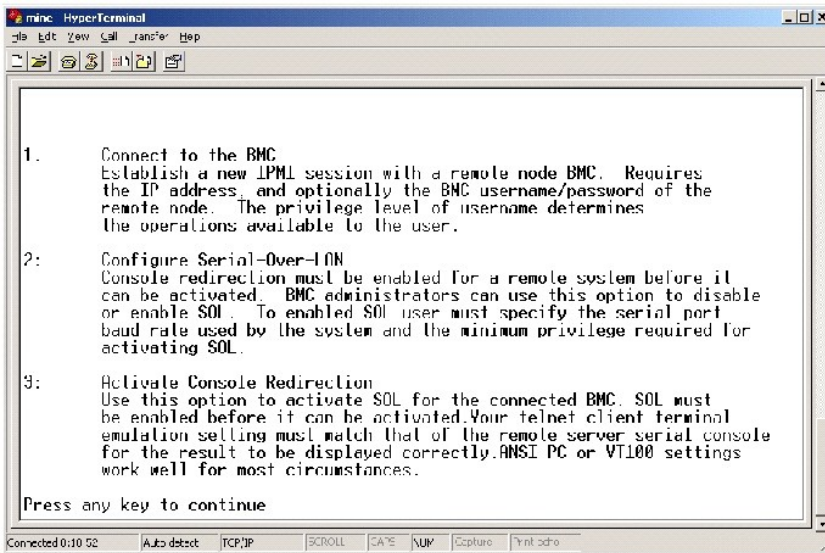 mine HyperTerminal
File Edit View Call Transfer Help
1. Connect to the BMC
Establish a new IPMI session with a remote node BMC. Requires
the IP address, and optionally the BMC username/password of the
remote node. The privilege level of username determines
the operations available to the user.
2: Configure Serial-Over-LAN
Console redirection must be enabled for a remote system before it
can be activated. BMC administrators can use this option to disable
or enable SOL. To enabled SOL user must specify the serial port
baud rate used by the system and the minimum privilege required for
activating SOL.
3: Activate Console Redirection
Use this option to activate SOL for the connected BMC. SOL must
be enabled before it can be activated.Your telnet client terminal
emulation setting must match that of the remote server serial console
for the result to be displayed correctly.ANSI PC or VT100 settings
work well for most circumstances.
Press any key to continue
Connected 0:10:52 Auto detect TCP/IP SCROLL CAPS NUM Capture Print echo